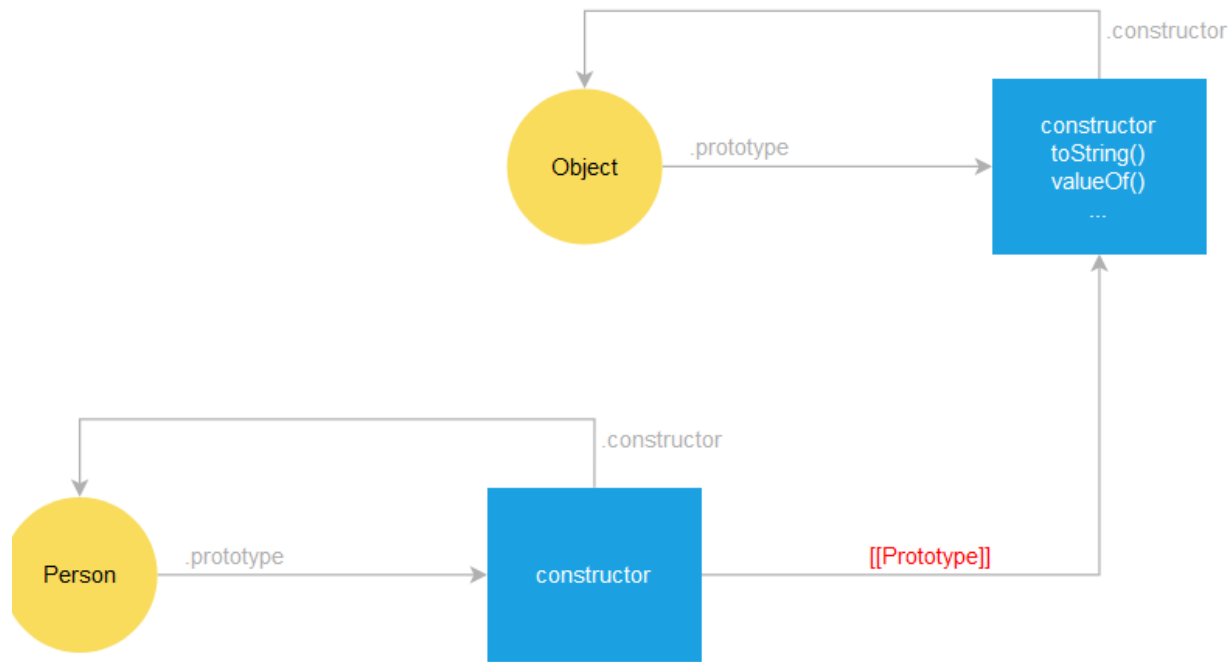 .constructor
Object
.prototype
constructor
toString()
valueOf()
...
.constructor
Person
.prototype
constructor
[[Prototype]]